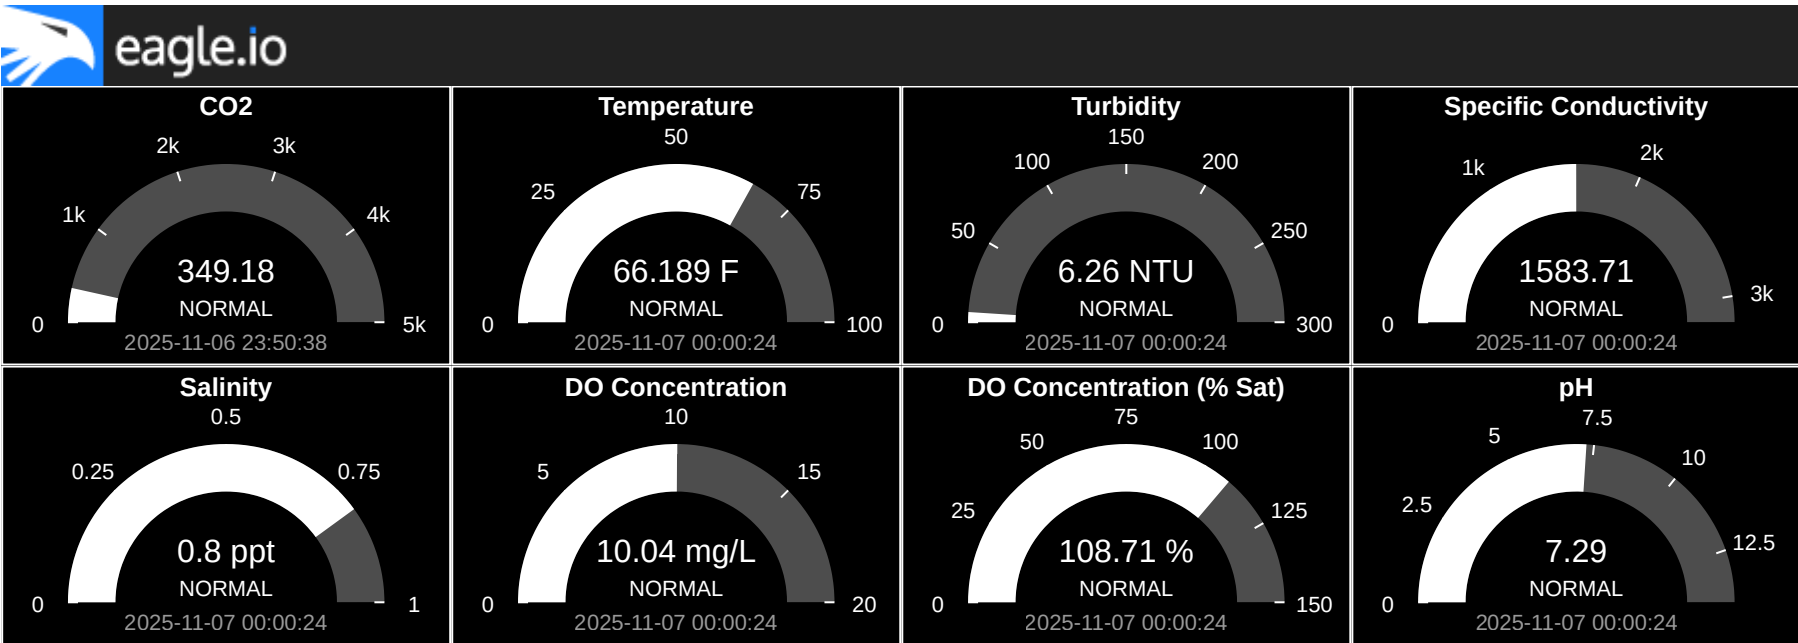 eagle.io
CO2
0
1k
2k
3k
4k
5k
349.18
NORMAL
2025-11-06 23:50:38
Temperature
0
25
50
75
100
66.189 F
NORMAL
2025-11-07 00:00:24
Turbidity
0
50
100
150
200
250
300
6.26 NTU
NORMAL
2025-11-07 00:00:24
Specific Conductivity
0
1k
2k
3k
1583.71
NORMAL
2025-11-07 00:00:24
Salinity
0
0.25
0.5
0.75
1
0.8 ppt
NORMAL
2025-11-07 00:00:24
DO Concentration
0
5
10
15
20
10.04 mg/L
NORMAL
2025-11-07 00:00:24
DO Concentration (% Sat)
0
25
50
75
100
125
150
108.71 %
NORMAL
2025-11-07 00:00:24
pH
0
2.5
5
7.5
10
12.5
7.29
NORMAL
2025-11-07 00:00:24